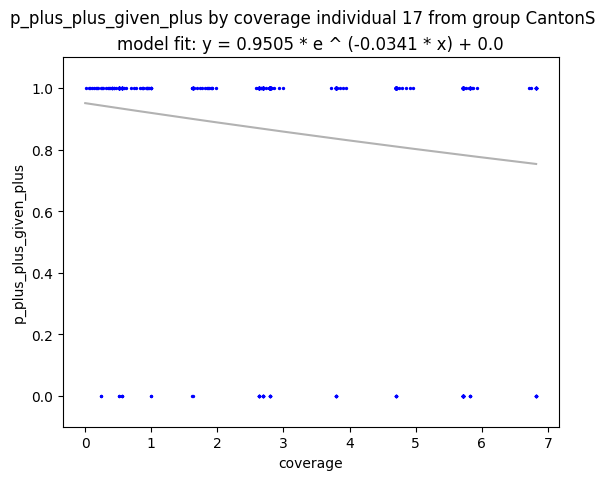 p_plus_plus_given_plus by coverage individual 17 from group CantonS
model fit: y = 0.9505 * e ^ (-0.0341 * x) + 0.0
1.0
0.8
0.6
0.4
0.2
0.0
p_plus_plus_given_plus
0 1 2 3 4 5 6 7
coverage